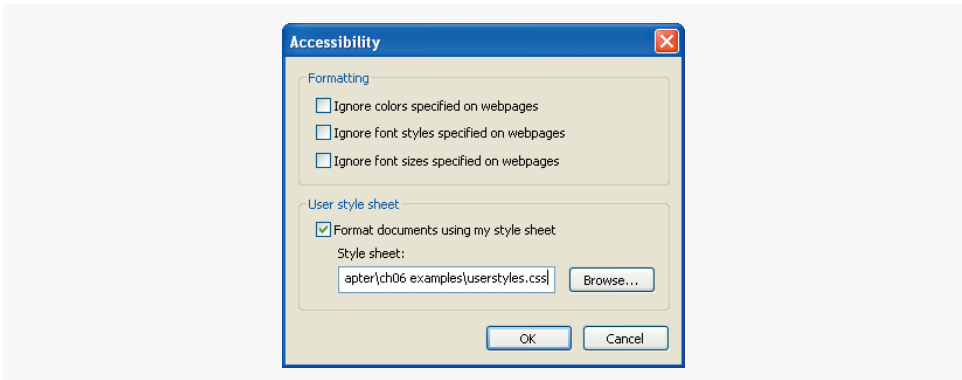 Accessibility
Formatting
Ignore colors specified on webpages
Ignore font styles specified on webpages
Ignore font sizes specified on webpages
User style sheet
Format documents using my style sheet
Style sheet:
apter\ch06 examples\userstyles.css
Browse...
OK
Cancel